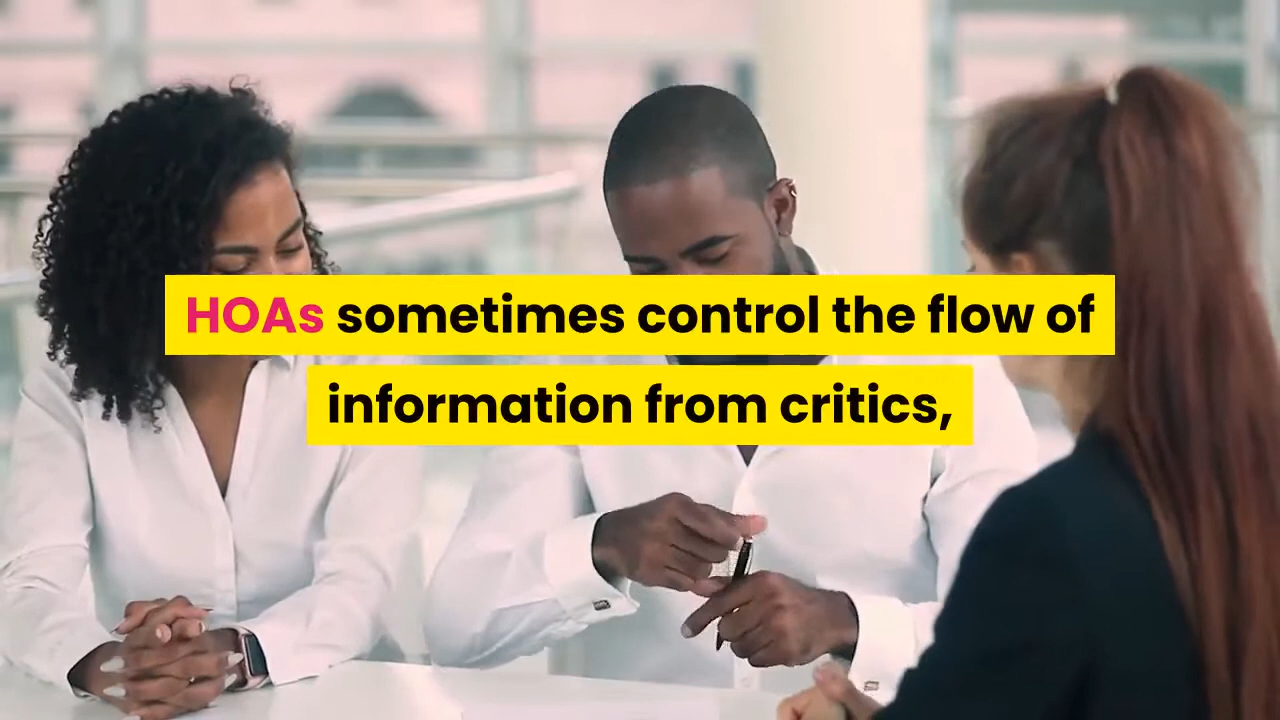 HOAs sometimes control the flow of
information from critics,